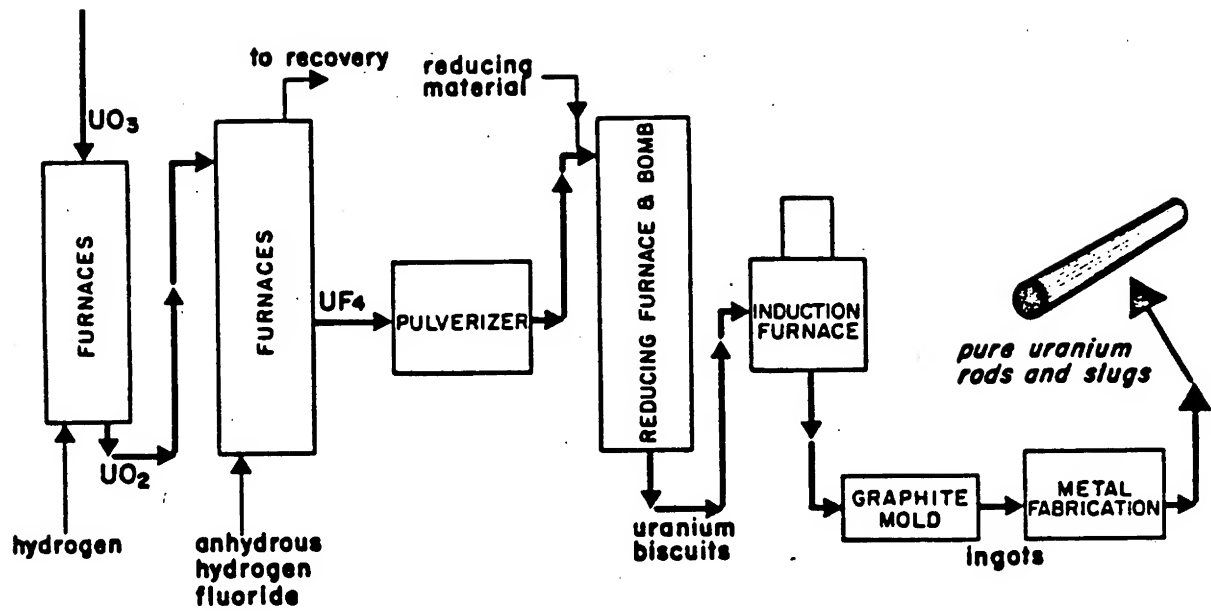 to recovery
reducing
material
UO3
FURNACES
FURNACES
UF4
PULVERIZER
REDUCING FURNACE & BOMB
INDUCTION
FURNACE
pure uranium
rods and slugs
UO2
hydrogen
anhydrous
hydrogen
fluoride
uranium
biscuits
GRAPHITE
MOLD
ingots
METAL
FABRICATION